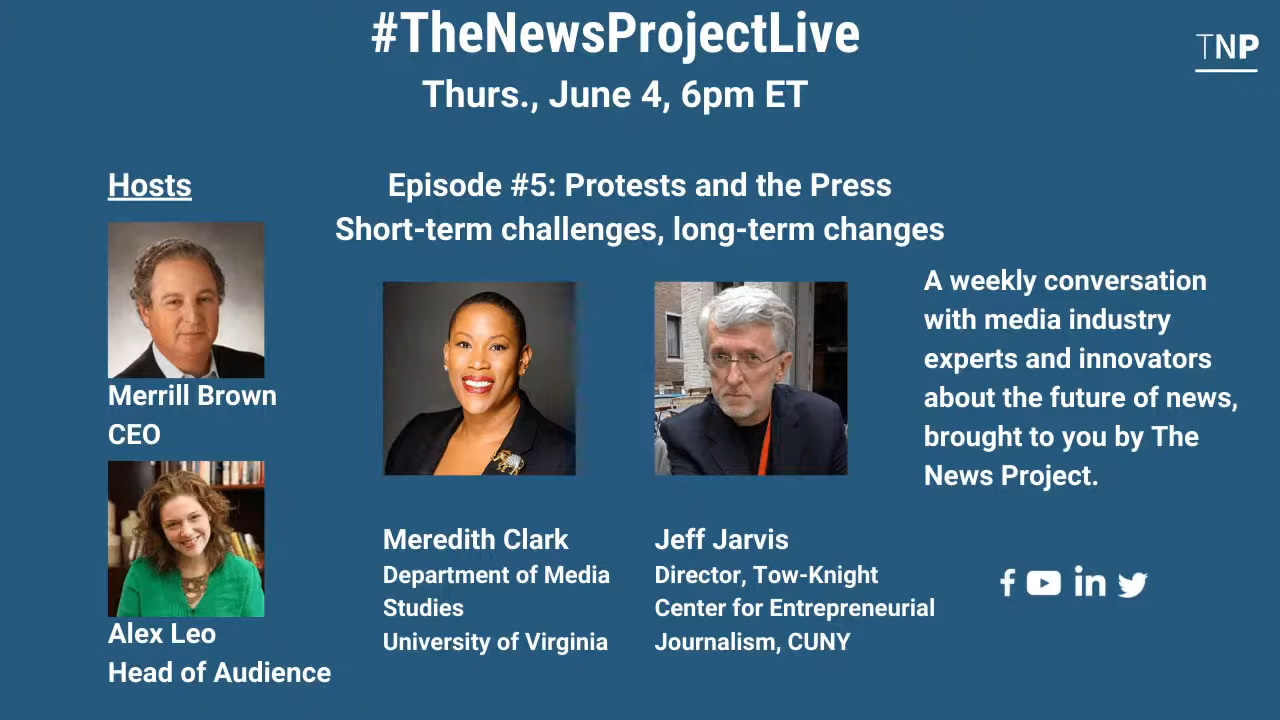 #TheNewsProjectLive
TNP
Thurs., June 4, 6pm ET
Hosts
Merrill Brown
CEO
Alex Leo
Head of Audience
Episode #5: Protests and the Press
Short-term challenges, long-term changes
Meredith Clark
Department of Media
Studies
University of Virginia
Jeff Jarvis
Director, Tow-Knight
Center for Entrepreneurial
Journalism, CUNY
A weekly conversation
with media industry
experts and innovators
about the future of news,
brought to you by The
News Project.